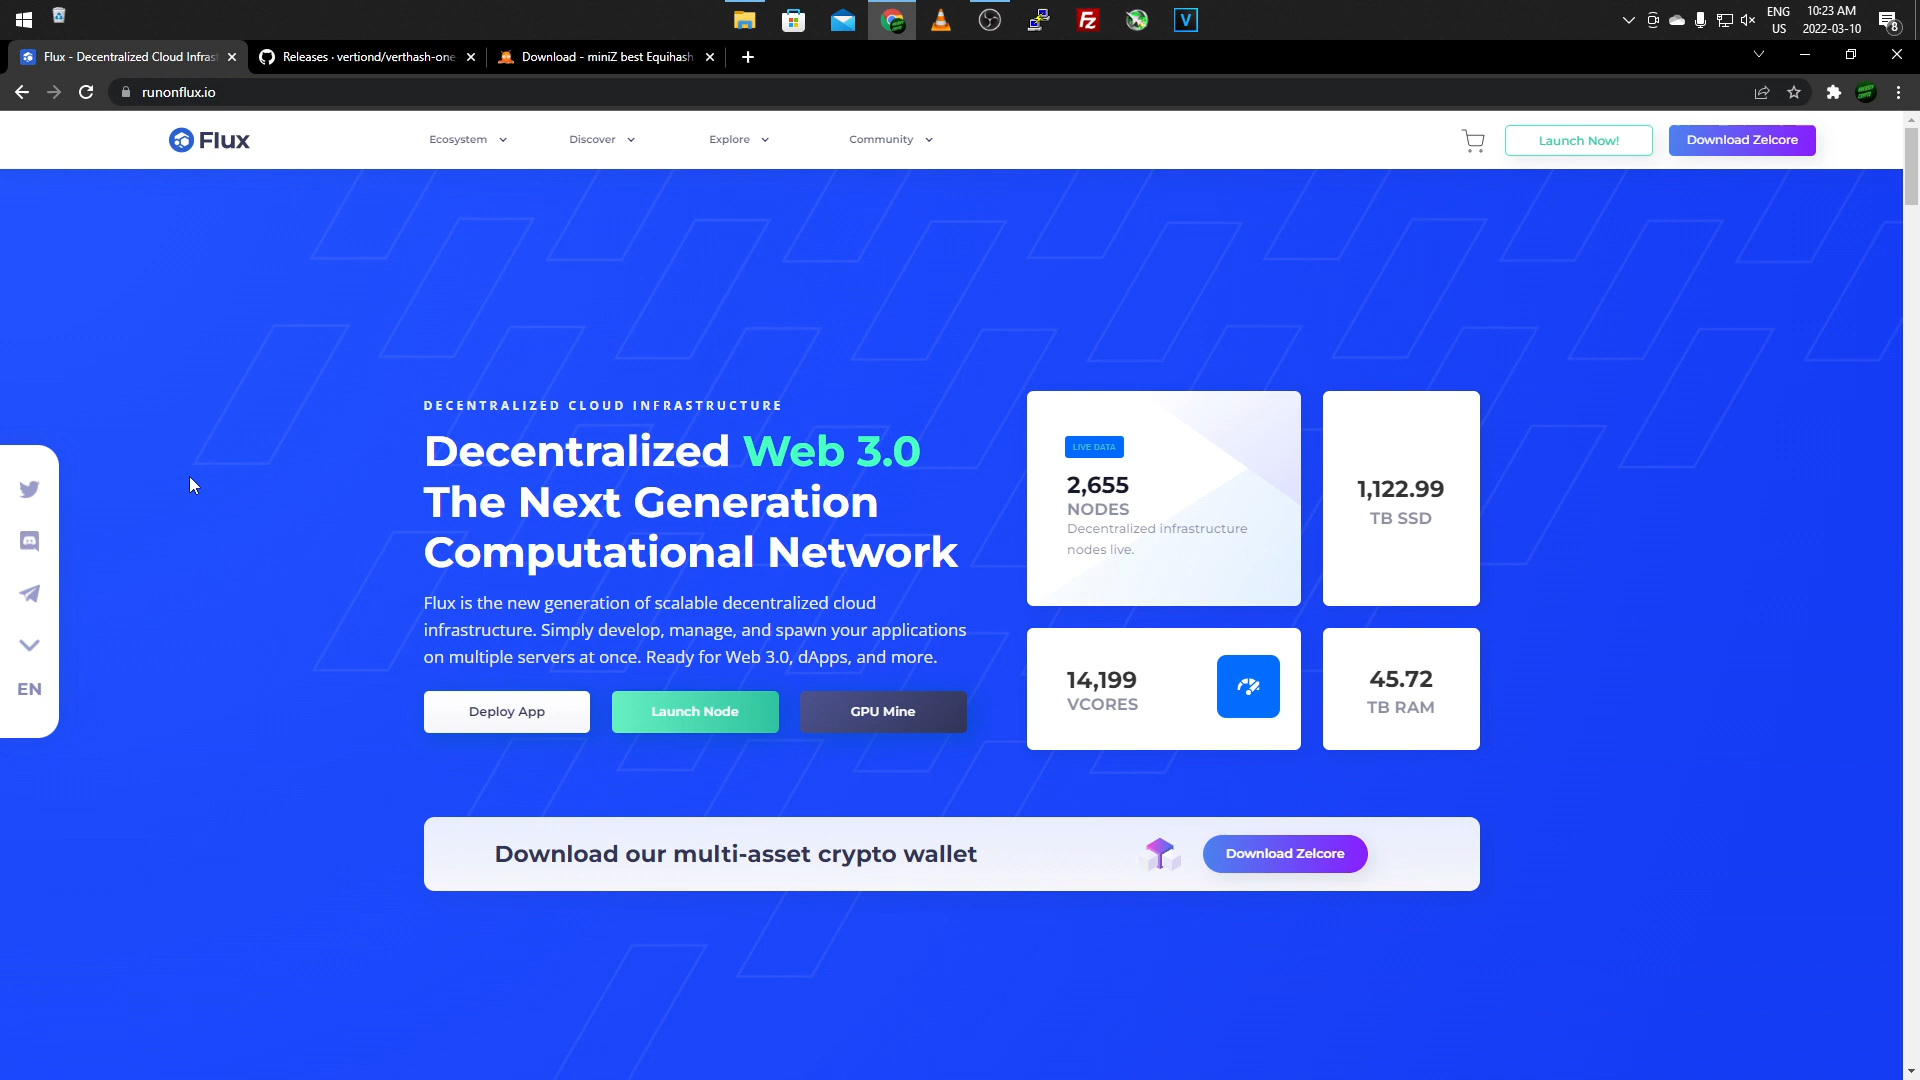 ENG
US
10:23 AM
2022-03-10
8
Flux - Decentralized Cloud Infrast
Releases · vertiond/verthash-one
Download - miniZ best Equihash
runonflux.io
Flux
Ecosystem
Discover
Explore
Community
Launch Now!
Download Zelcore
DECENTRALIZED CLOUD INFRASTRUCTURE
Decentralized Web 3.0
The Next Generation
Computational Network
Flux is the new generation of scalable decentralized cloud
infrastructure. Simply develop, manage, and spawn your applications
on multiple servers at once. Ready for Web 3.0, dApps, and more.
Deploy App
Launch Node
GPU Mine
LIVE DATA
2,655
NODES
Decentralized infrastructure
nodes live.
1,122.99
TB SSD
14,199
VCORES
45.72
TB RAM
EN
Download our multi-asset crypto wallet
Download Zelcore